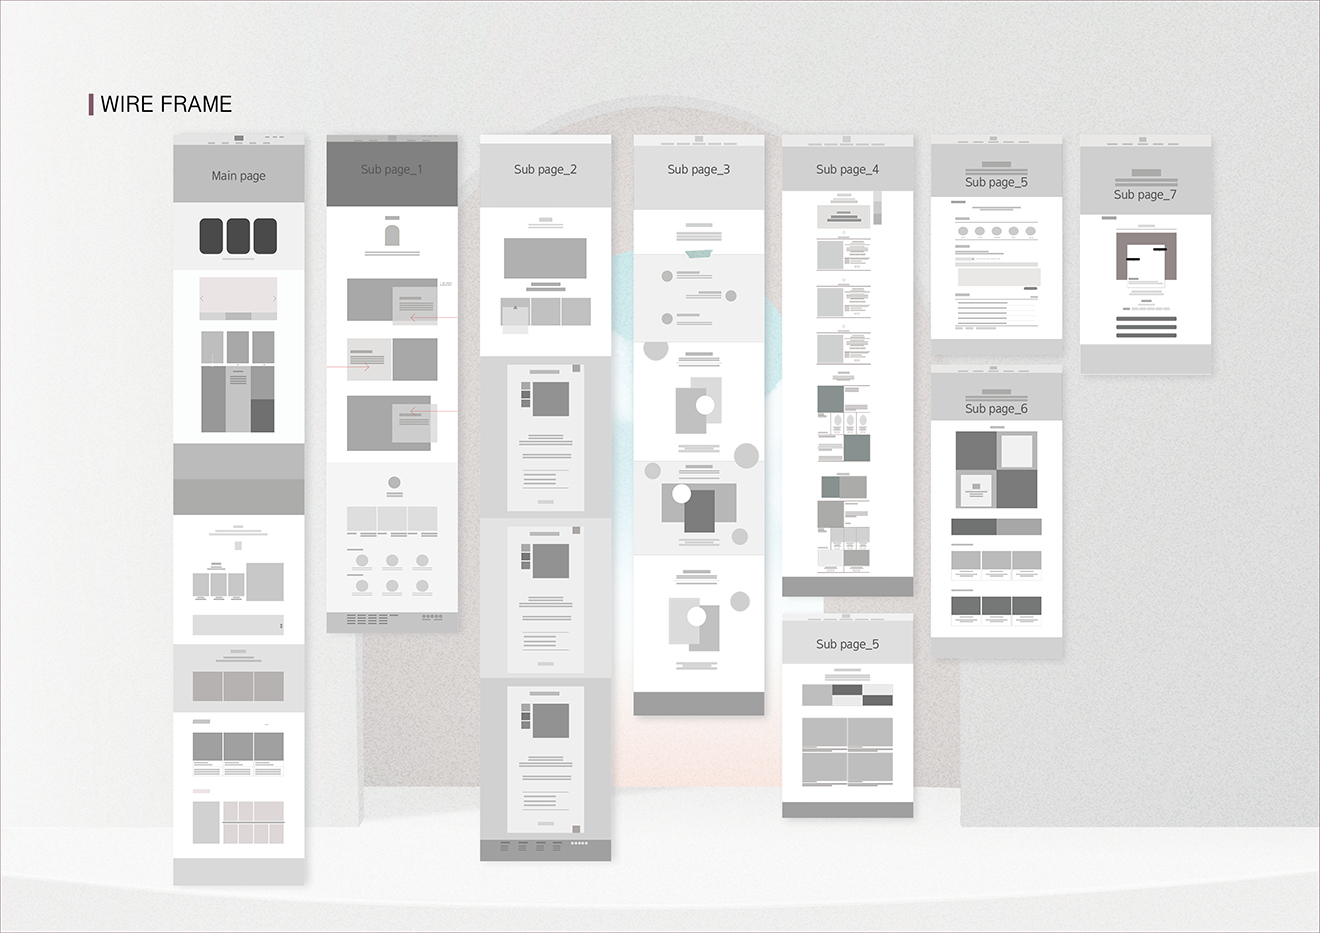 WIRE FRAME
Main page
Sub page_1
Sub page_2
Sub page_3
Sub page_4
Sub page_5
Sub page_7
Sub page_6
Sub page_5